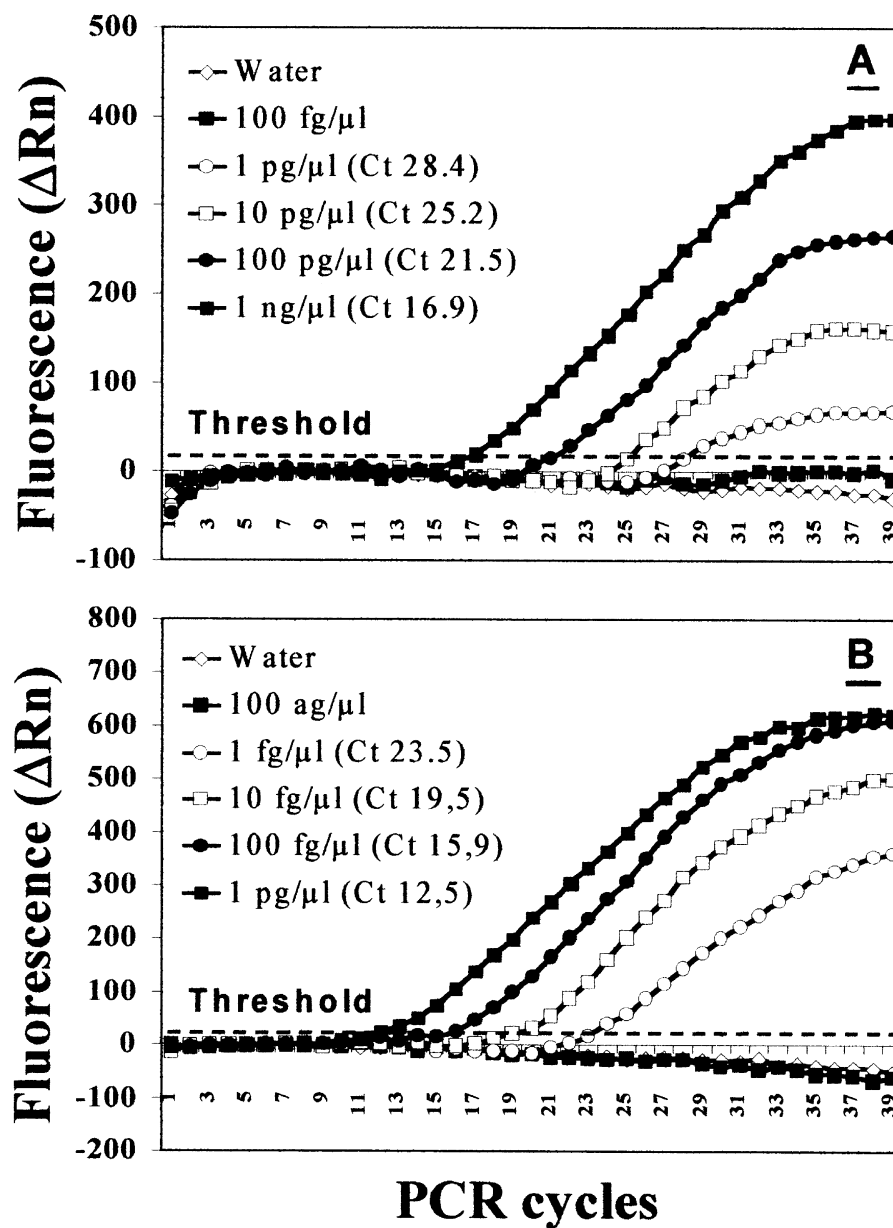 Fluorescence (ΔRn)
500
400
300
200
100
0
-100
A
Water
100 fg/µl
1 pg/µl (Ct 28.4)
10 pg/µl (Ct 25.2)
100 pg/µl (Ct 21.5)
1 ng/µl (Ct 16.9)
Threshold
1 3 5 7 9 11 13 15 17 19 21 23 25 27 29 31 33 35 37 39
Fluorescence (ΔRn)
800
700
600
500
400
300
200
100
0
-100
-200
B
Water
100 ag/µl
1 fg/µl (Ct 23.5)
10 fg/µl (Ct 19,5)
100 fg/µl (Ct 15,9)
1 pg/µl (Ct 12,5)
Threshold
1 3 5 7 9 11 13 15 17 19 21 23 25 27 29 31 33 35 37 39
PCR cycles